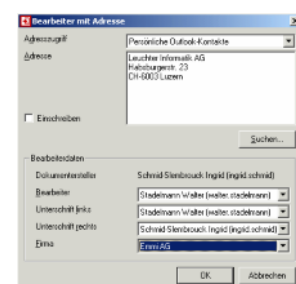 Bearbeiter mit Adresse
Adresszugriff Persönliche Outlook-Kontakte
Adresse Leuchter Informatik AG
Habsburgerstr. 23
CH-6003 Luzern
Einschreiben
Suchen...
Bearbeiterdaten
Dokumentersteller Schmid Slembrouck Ingrid (ingrid.schmid)
Bearbeiter Stadelmann Walter (walter.stadelmann)
Unterschrift links Stadelmann Walter (walter.stadelmann)
Unterschrift rechts Schmid Slembrouck Ingrid (ingrid.schmid)
Firma Emmi AG
OK Abbrechen